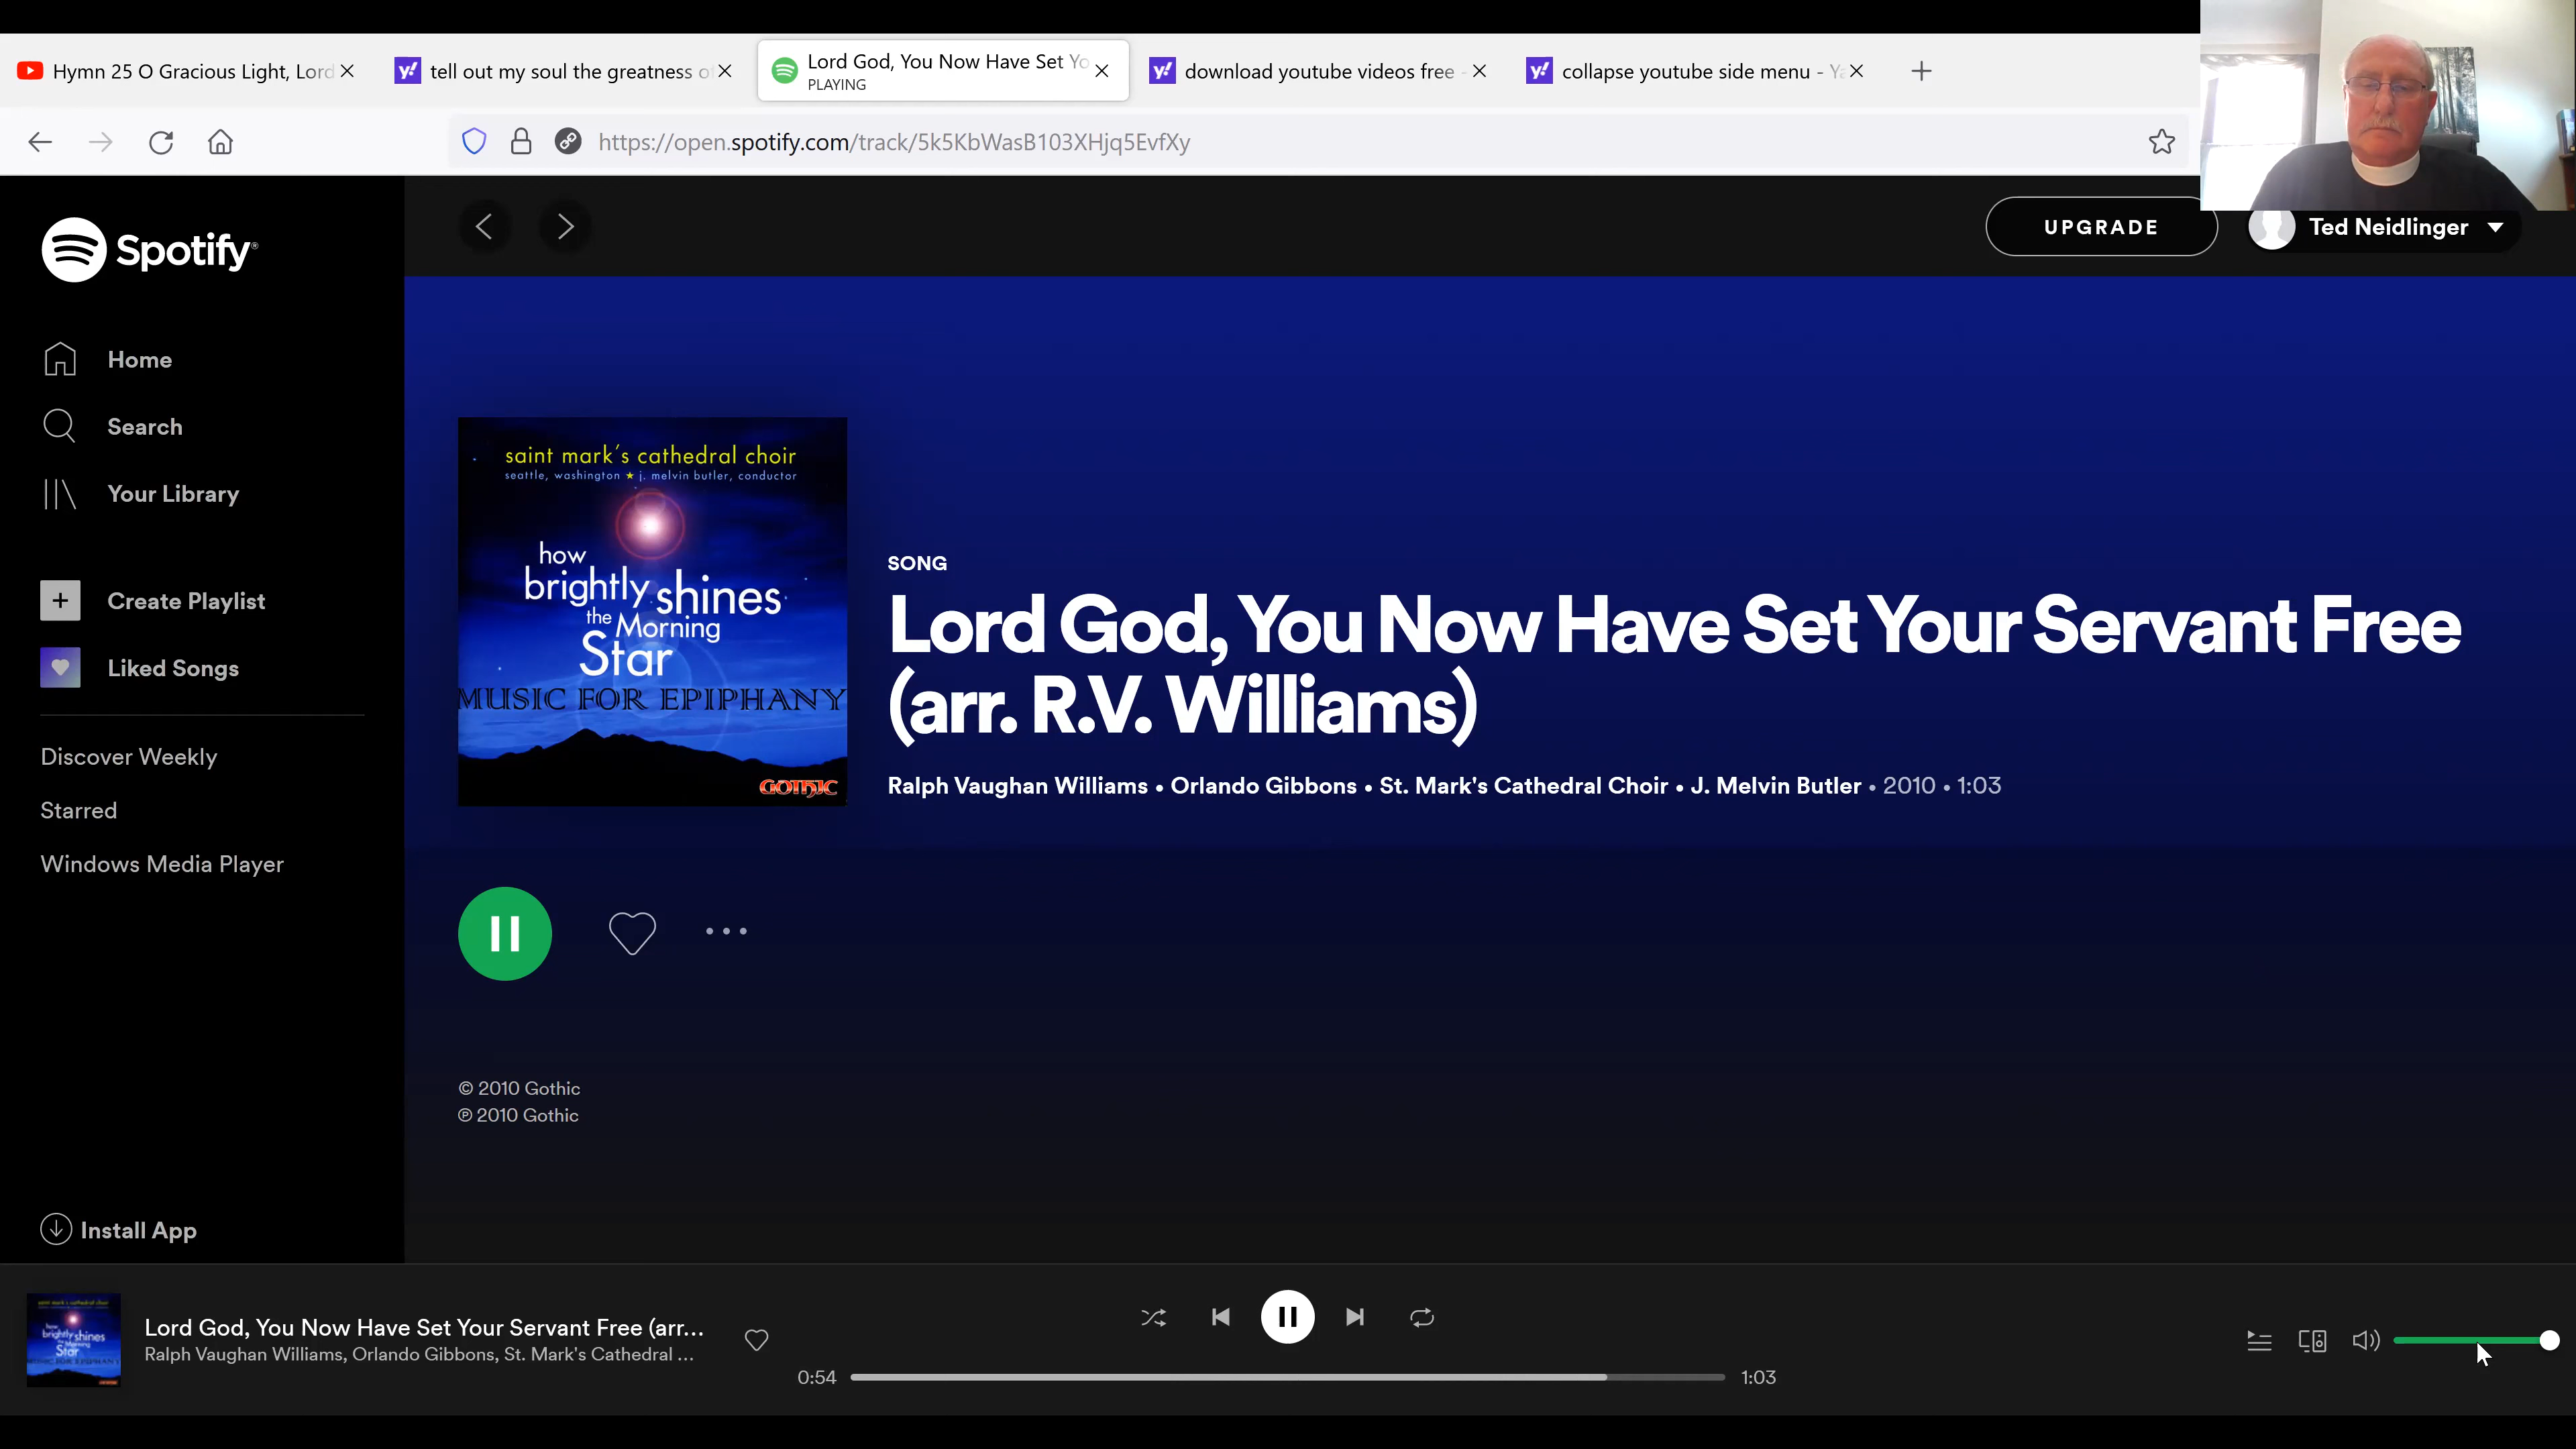 Hymn 25 O Gracious Light, Lord
tell out my soul the greatness of
Lord God, You Now Have Set Yo
PLAYING
download youtube videos free -
collapse youtube side menu - Ya
https://open.spotify.com/track/5k5KbWasB103XHjq5EvfXy
Spotify®
UPGRADE
Ted Neidlinger
Home
Search
Your Library
Create Playlist
Liked Songs
Discover Weekly
Starred
Windows Media Player
Install App
saint mark's cathedral choir
seattle, washington ★ j. melvin butler, conductor
how
brightly shines
the Morning
Star
MUSIC FOR EPIPHANY
GOTHIC
SONG
Lord God, You Now Have Set Your Servant Free
(arr. R.V. Williams)
Ralph Vaughan Williams • Orlando Gibbons • St. Mark's Cathedral Choir • J. Melvin Butler • 2010 • 1:03
© 2010 Gothic
℗ 2010 Gothic
Lord God, You Now Have Set Your Servant Free (arr...
Ralph Vaughan Williams, Orlando Gibbons, St. Mark's Cathedral ...
0:54
1:03